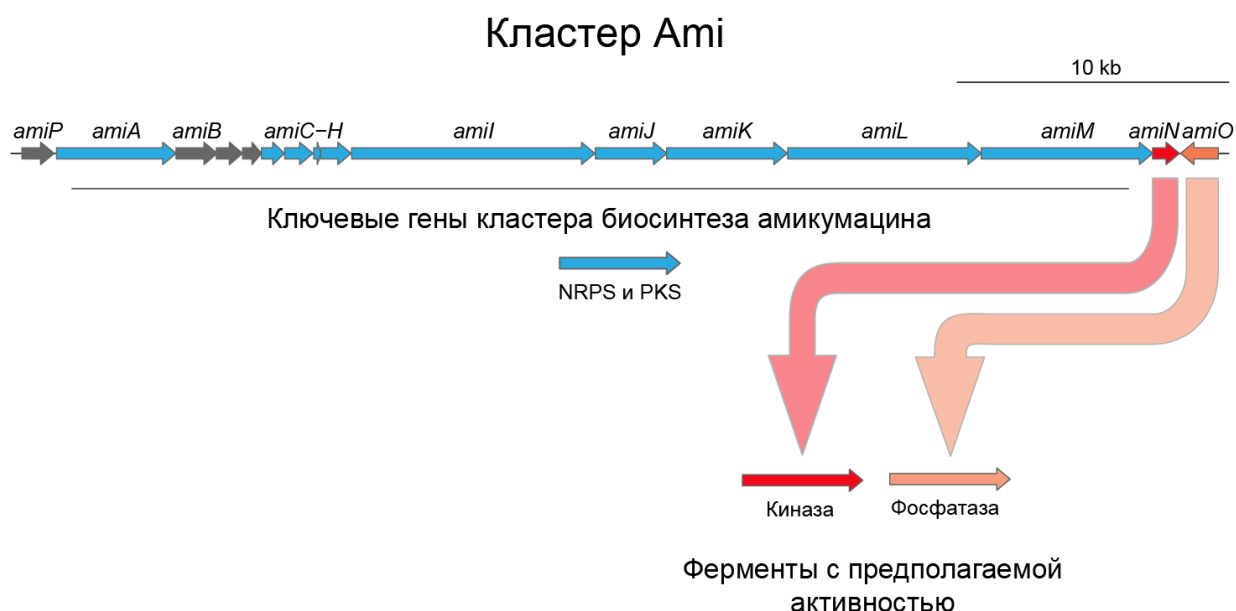 Кластер Ami
10 kb
amiP amiA amiB amiC–H amiI amiJ amiK amiL amiM amiN amiO
Ключевые гены кластера биосинтеза амикумацина
NRPS и PKS
Киназа Фосфатаза
Ферменты с предполагаемой
активностью